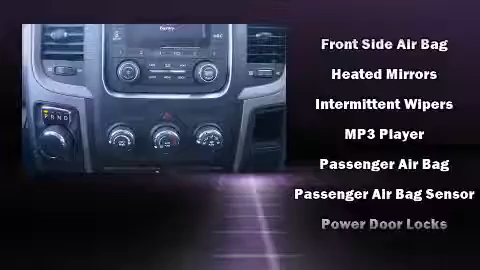 Front Side Air Bag
Heated Mirrors
Intermittent Wipers
MP3 Player
Passenger Air Bag
Passenger Air Bag Sensor
Power Door Locks
P R N D